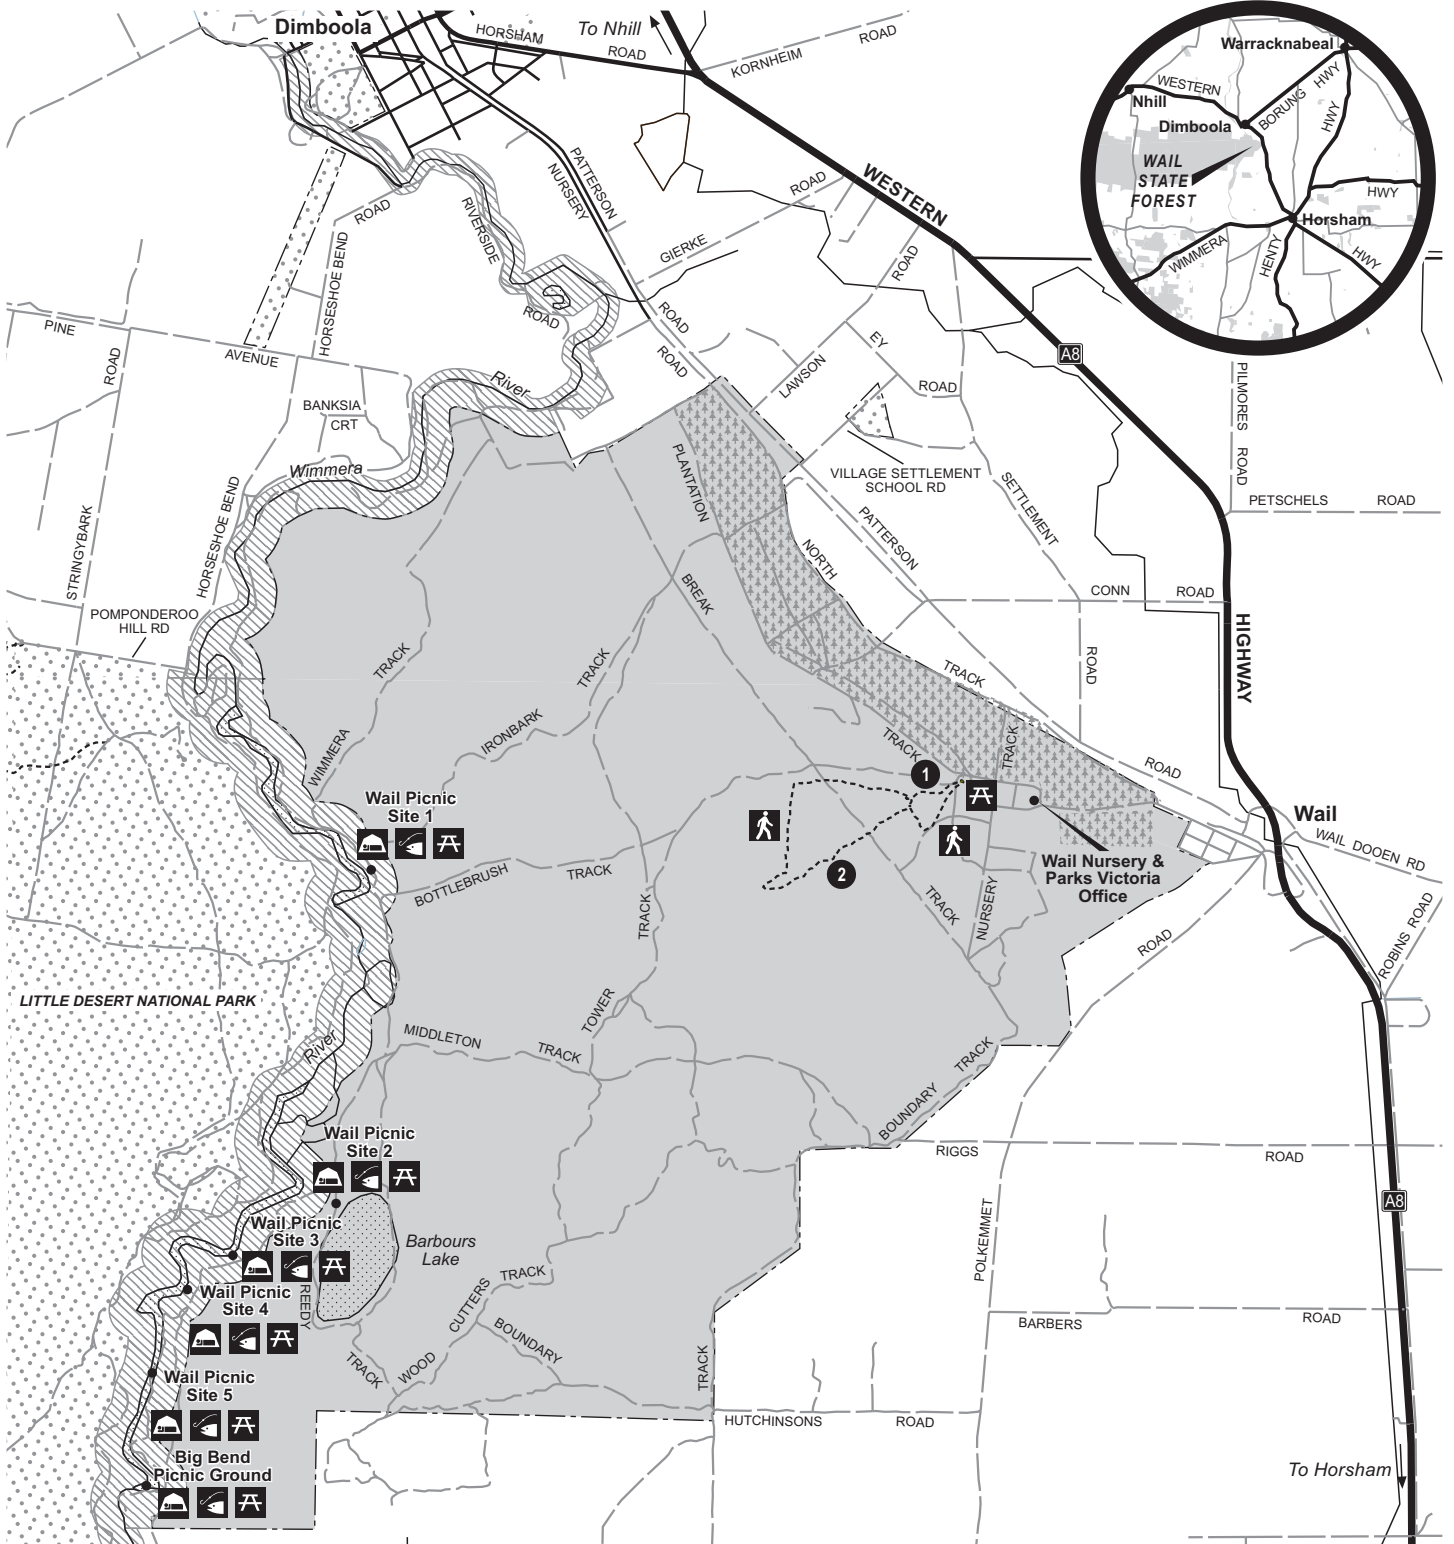 Dimboola
HORSHAM
ROAD
To Nhill
KORNHEIM
ROAD
Warracknabeal
WESTERN
HWY
BORUNG
Nhill
HWY
Dimboola
WAIL
STATE
FOREST
HWY
Horsham
WIMMERA
HENTY
HWY
PATTERSON
NURSERY
ROAD
RIVERSIDE
ROAD
GIERKE
ROAD
WESTERN
ROAD
HORSESHOE BEND
ROAD
ROAD
ROAD
PINE
AVENUE
ROAD
River
LAWSON
EY
ROAD
A8
PILMORES
ROAD
BANKSIA
CRT
Wimmera
PLANTATION
VILLAGE SETTLEMENT
SCHOOL RD
SETTLEMENT
PETSCHELS
ROAD
HORSESHOE BEND
STRINGYBARK
PATTERSON
NORTH
BREAK
CONN
ROAD
POMPONDEROO
HILL RD
HIGHWAY
TRACK
TRACK
TRACK
ROAD
IRONBARK
WIMMERA
TRACK
TRACK
ROAD
1
Wail Picnic
Site 1
Wail
WAIL DOOEN RD
BOTTLEBRUSH
TRACK
2
Wail Nursery &
Parks Victoria
Office
TRACK
TRACK
NURSERY
ROAD
ROBINS ROAD
LITTLE DESERT NATIONAL PARK
TOWER
River
MIDDLETON
TRACK
TRACK
BOUNDARY
Wail Picnic
Site 2
RIGGS
ROAD
A8
Wail Picnic
Site 3
Barbours
Lake
POLKEMMET
TRACK
Wail Picnic
Site 4
REEDY
CUTTERS
BARBERS
ROAD
BOUNDARY
Wail Picnic
Site 5
TRACK
WOOD
TRACK
HUTCHINSONS
ROAD
Big Bend
Picnic Ground
To Horsham